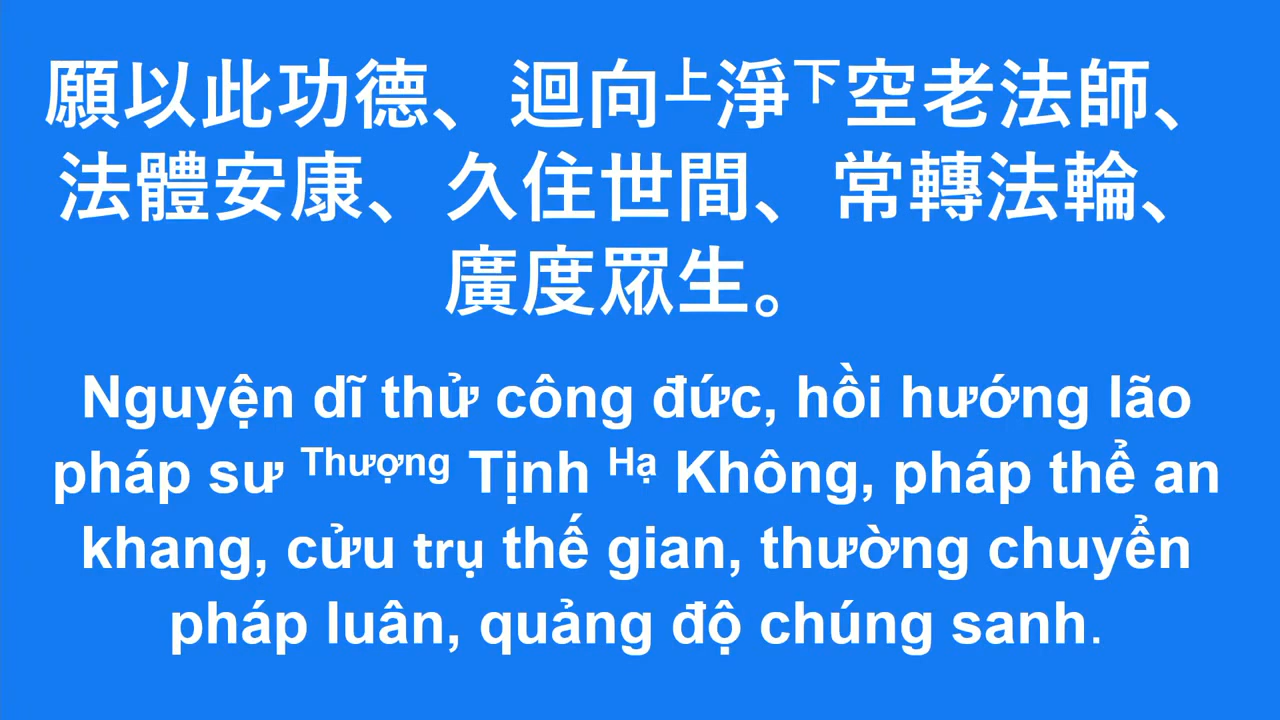 願以此功德、迴向上淨下空老法師、
法體安康、久住世間、常轉法輪、
廣度眾生。
Nguyện dĩ thử công đức, hồi hướng lão
pháp sư Thượng Tịnh Hạ Không, pháp thể an
khang, cửu trụ thế gian, thường chuyển
pháp luân, quảng độ chúng sanh.